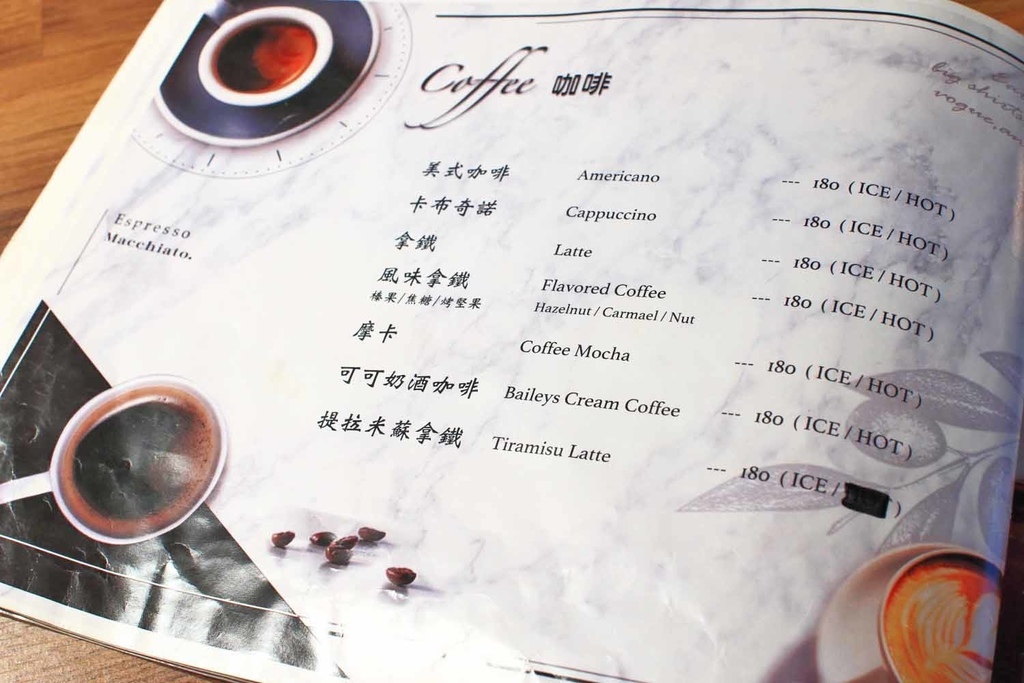 Coffee 咖啡
big
Espresso
Macchiato.
美式咖啡 Americano --- 180 ( ICE / HOT )
卡布奇諾 Cappuccino --- 180 ( ICE / HOT )
拿鐵 Latte --- 180 ( ICE / HOT )
風味拿鐵 Flavored Coffee --- 180 ( ICE / HOT )
榛果/焦糖/烤堅果 Hazelnut / Carmael / Nut
摩卡 Coffee Mocha --- 180 ( ICE / HOT )
可可奶酒咖啡 Baileys Cream Coffee --- 180 ( ICE / HOT )
提拉米蘇拿鐵 Tiramisu Latte --- 180 ( ICE / )